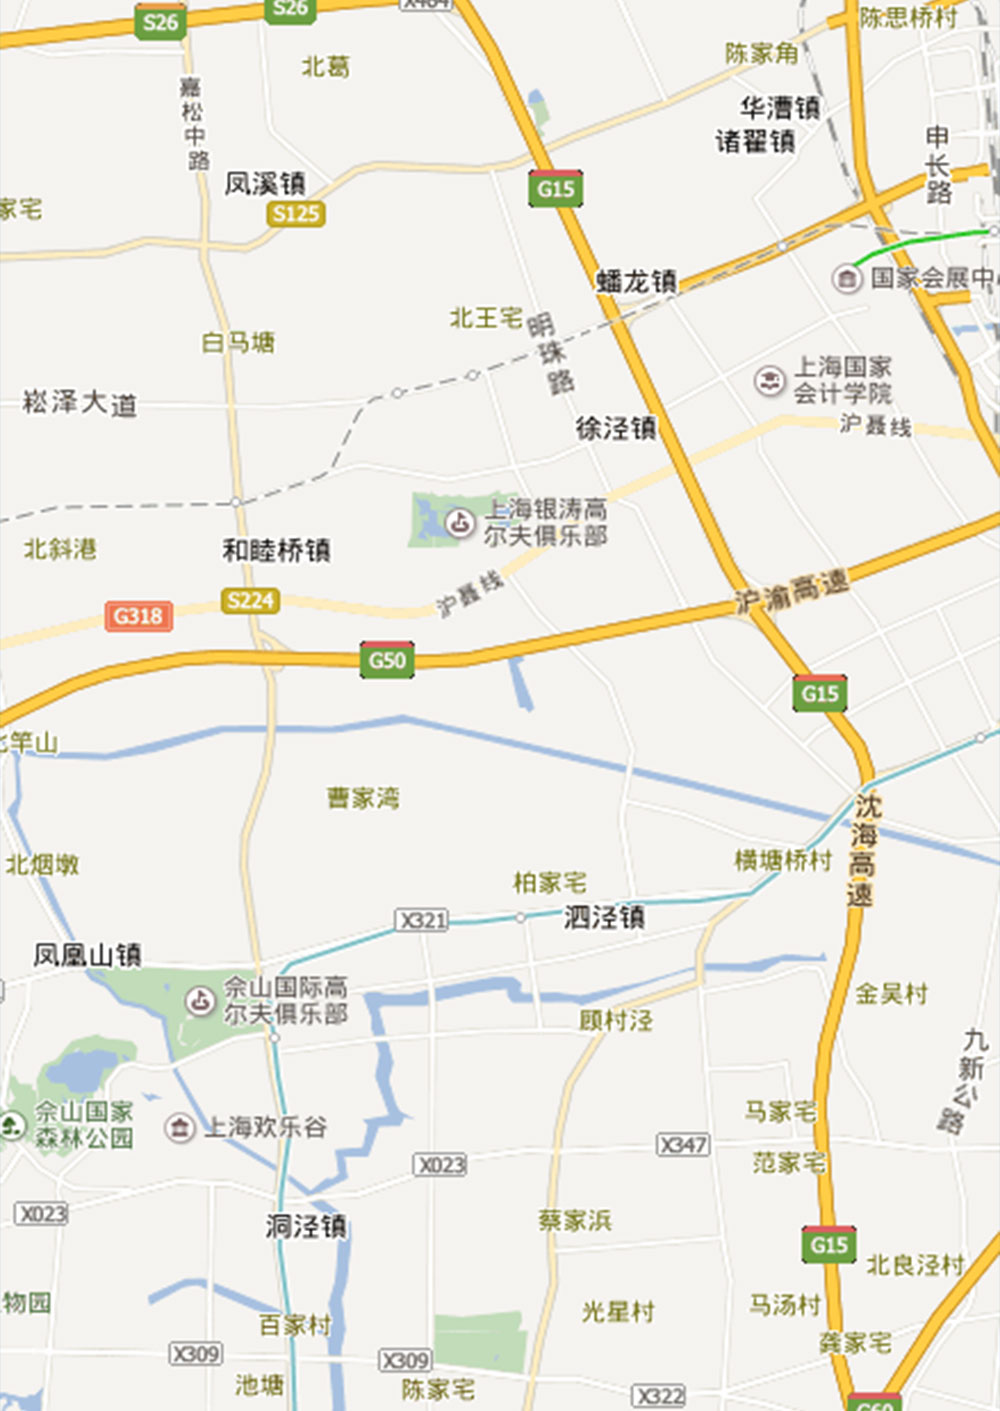 S26
S26
X484
陈思桥村
北葛
陈家角
嘉松中路
华漕镇
诸翟镇
申长路
凤溪镇
G15
S125
家宅
蟠龙镇
国家会展中心
北王宅
明珠路
白马塘
上海国家
会计学院
崧泽大道
徐泾镇
沪聂线
上海银涛高
尔夫俱乐部
北斜港
和睦桥镇
沪聂线
沪渝高速
S224
G318
G50
G15
北竿山
曹家湾
沈海高速
北烟墩
横塘桥村
柏家宅
X321
泗泾镇
凤凰山镇
佘山国际高
尔夫俱乐部
金吴村
顾村泾
九新公路
佘山国家
森林公园
上海欢乐谷
马家宅
X347
范家宅
X023
X023
洞泾镇
蔡家浜
G15
北良泾村
物园
百家村
光星村
马汤村
龚家宅
X309
X309
池塘
陈家宅
X322
G60